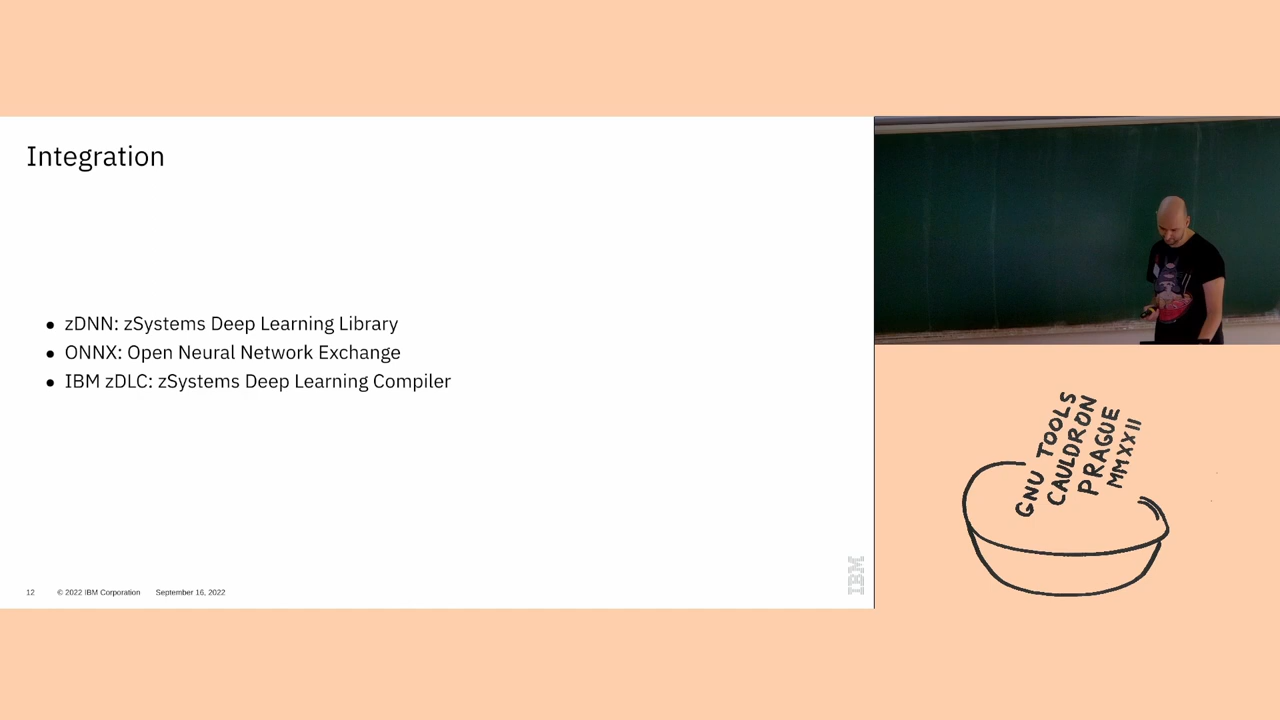 Integration
● zDNN: zSystems Deep Learning Library
● ONNX: Open Neural Network Exchange
● IBM zDLC: zSystems Deep Learning Compiler
12 © 2022 IBM Corporation September 16, 2022
IBM
GNU TOOLS
CAULDRON
PRAGUE
MMXXII